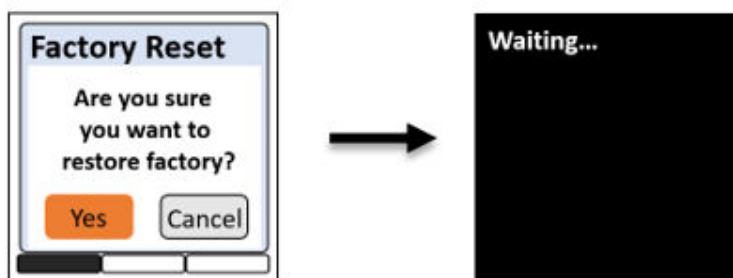 Factory Reset
Are you sure
you want to
restore factory?
Yes
Cancel
Waiting...